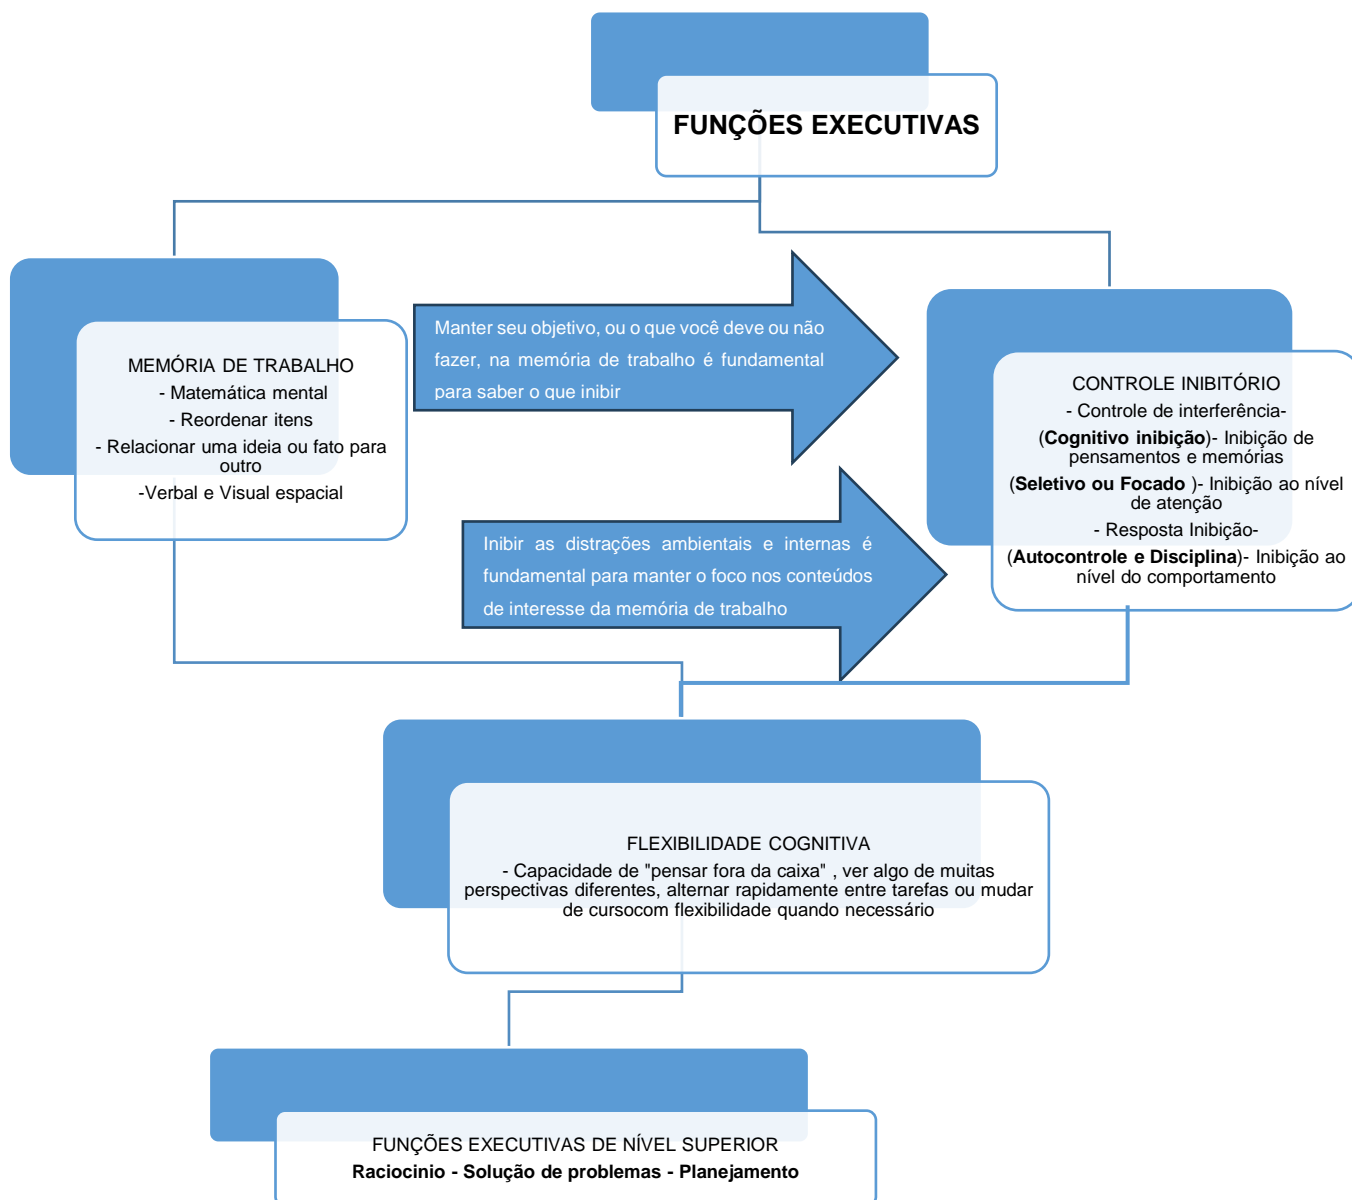 FUNÇÕES EXECUTIVAS
MEMÓRIA DE TRABALHO
- Matemática mental
- Reordenar itens
- Relacionar uma ideia ou fato para
outro
-Verbal e Visual espacial
Manter seu objetivo, ou o que você deve ou não
fazer, na memória de trabalho é fundamental
para saber o que inibir
CONTROLE INIBITÓRIO
- Controle de interferência-
(Cognitivo inibição)- Inibição de
pensamentos e memórias
(Seletivo ou Focado )- Inibição ao nível
de atenção
- Resposta Inibição-
(Autocontrole e Disciplina)- Inibição ao
nível do comportamento
Inibir as distrações ambientais e internas é
fundamental para manter o foco nos conteúdos
de interesse da memória de trabalho
FLEXIBILIDADE COGNITIVA
- Capacidade de "pensar fora da caixa" , ver algo de muitas
perspectivas diferentes, alternar rapidamente entre tarefas ou mudar
de cursocom flexibilidade quando necessário
FUNÇÕES EXECUTIVAS DE NÍVEL SUPERIOR
Raciocinio - Solução de problemas - Planejamento